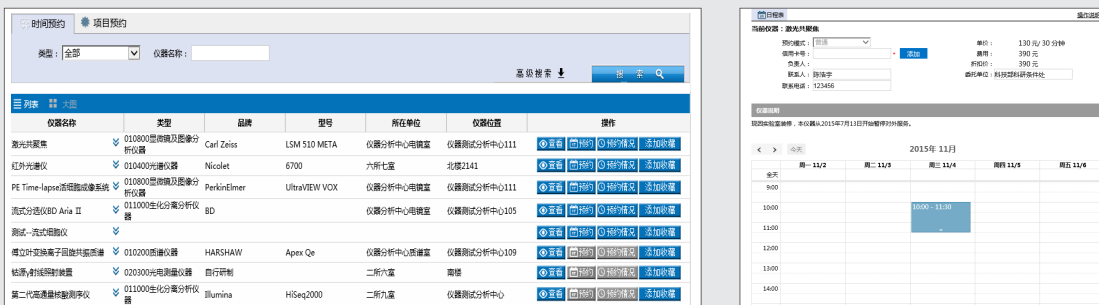 时间预约 项目预约
类型： 全部 仪器名称：
高级搜索
搜 索
列表 大图
仪器名称 类型 品牌 型号 所在单位 仪器位置 操作
激光共聚焦 010800显微镜及图像分析仪器 Carl Zeiss LSM 510 META 仪器分析中心电镜室 仪器测试分析中心111 查看 预约 预约情况 添加收藏
红外光谱仪 010400光谱仪器 Nicolet 6700 六所七室 北楼2141 查看 预约 预约情况 添加收藏
PE Time-lapse活细胞成像系统 010800显微镜及图像分析仪器 PerkinElmer UltraVIEW VOX 仪器分析中心电镜室 仪器测试分析中心111 查看 预约 预约情况 添加收藏
流式分选仪BD Aria II 011000生化分离分析仪器 BD 仪器分析中心电镜室 仪器测试分析中心105 查看 预约 预约情况 添加收藏
测试--流式细胞仪 查看 预约 预约情况 添加收藏
傅立叶变换离子回旋共振质谱 010200质谱仪器 HARSHAW Apex Qe 仪器分析中心质谱室 仪器测试分析中心109 查看 预约 预约情况 添加收藏
钴源γ射线照射装置 020300光电测量仪器 自行研制 二所六室 南楼 查看 预约 预约情况 添加收藏
第二代高通量核酸测序仪 011000生化分离分析仪器 Illumina HiSeq2000 二所九室 仪器测试分析中心 查看 预约 预约情况 添加收藏
日程表 操作说明
当前仪器：激光共聚焦
预约模式： 普通 单价： 130 元/ 30 分钟
信用卡号： * 添加 费用： 390 元
负责人： 折扣价： 390 元
联系人： 陈浩宇 委托单位： 科技部科研条件处
联系电话： 123456
仪器说明
现因实验室装修，本仪器从2015年7月13日开始暂停对外服务。
今天 2015年 11月
周一 11/2 周二 11/3 周三 11/4 周四 11/5 周五 11/6
全天
9:00
10:00 10:00 - 11:30
11:00
12:00
13:00
14:00